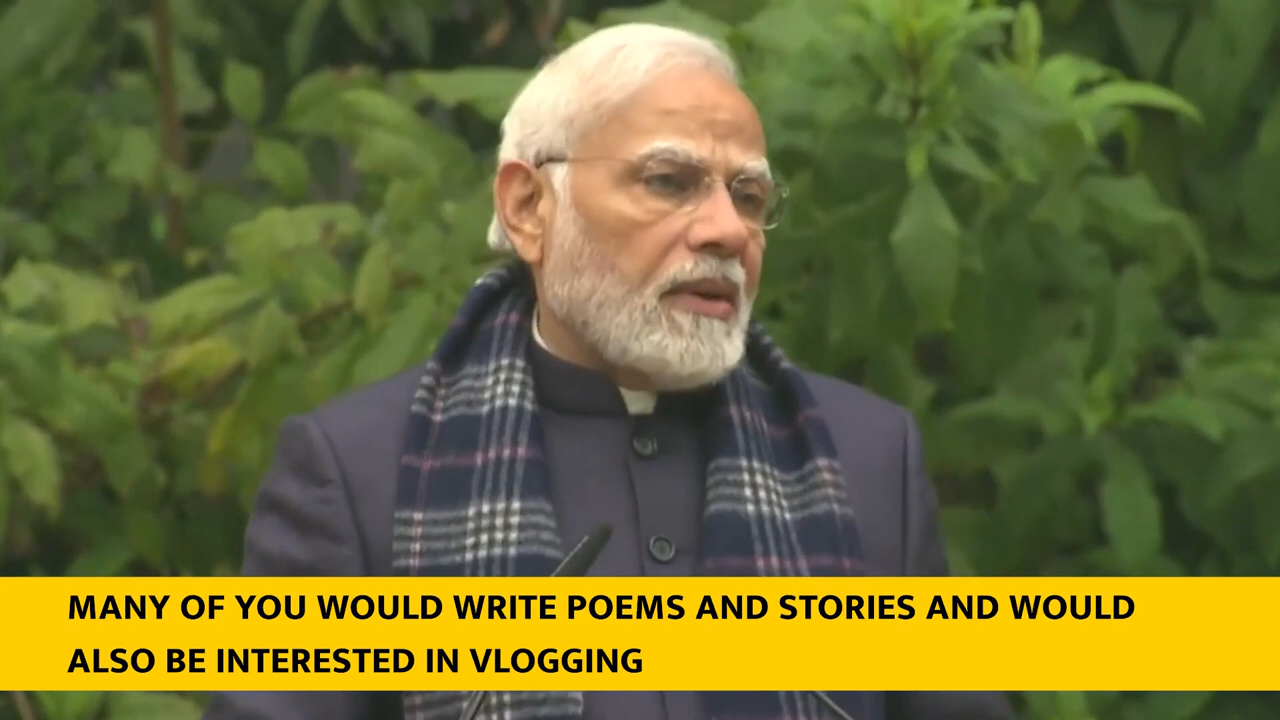 MANY OF YOU WOULD WRITE POEMS AND STORIES AND WOULD
ALSO BE INTERESTED IN VLOGGING